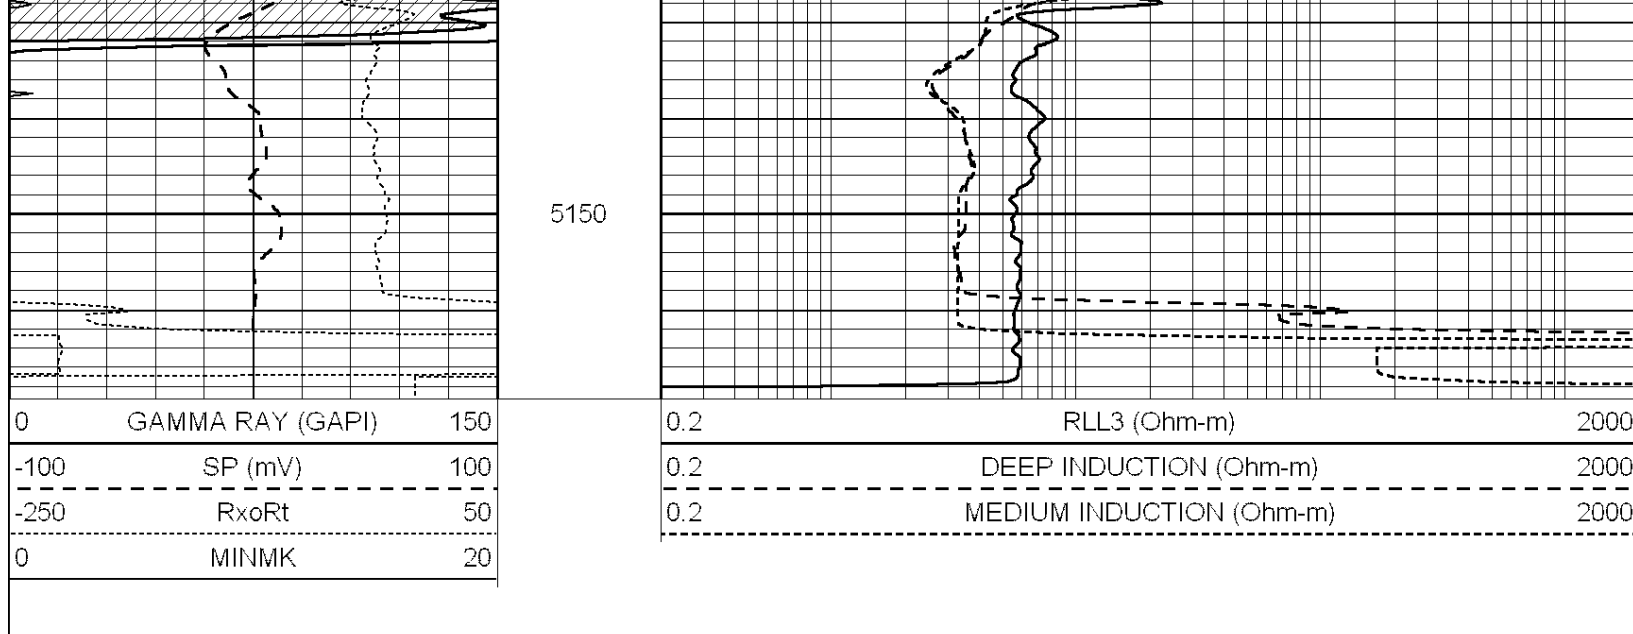 5150
0 GAMMA RAY (GAPI) 150
0.2 RLL3 (Ohm-m) 2000
-100 SP (mV) 100
0.2 DEEP INDUCTION (Ohm-m) 2000
-250 RxoRt 50
0.2 MEDIUM INDUCTION (Ohm-m) 2000
0 MINMK 20